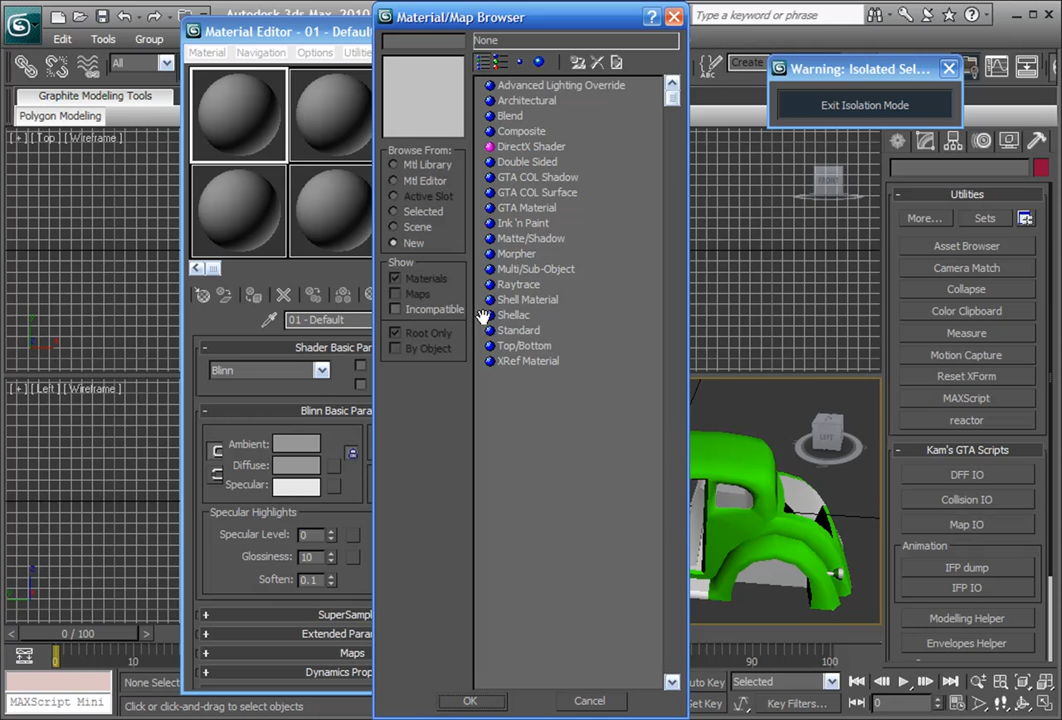 Autodesk 3ds Max 2010
Type a keyword or phrase
Edit
Tools
Group
All
Create
Graphite Modeling Tools
Polygon Modeling
[ + ] [ Top ] [ Wireframe ]
[ + ] [ Left ] [ Wireframe ]
Material Editor - 01 - Default
Material
Navigation
Options
Utilitie
01 - Default
Shader Basic Par
Blinn
Blinn Basic Para
Ambient:
Diffuse:
Specular:
Specular Highlights
Specular Level:
0
Glossiness:
10
Soften:
0.1
SuperSampl
Extended Para
Maps
Dynamics Prop
Material/Map Browser
None
Browse From:
Mtl Library
Mtl Editor
Active Slot
Selected
Scene
New
Show
Materials
Maps
Incompatible
Root Only
By Object
Advanced Lighting Override
Architectural
Blend
Composite
DirectX Shader
Double Sided
GTA COL Shadow
GTA COL Surface
GTA Material
Ink 'n Paint
Matte/Shadow
Morpher
Multi/Sub-Object
Raytrace
Shell Material
Shellac
Standard
Top/Bottom
XRef Material
OK
Cancel
Warning: Isolated Sel...
Exit Isolation Mode
FRONT
LEFT
Utilities
More...
Sets
Asset Browser
Camera Match
Collapse
Color Clipboard
Measure
Motion Capture
Reset XForm
MAXScript
reactor
Kam's GTA Scripts
DFF IO
Collision IO
Map IO
Animation
IFP dump
IFP IO
Modelling Helper
Envelopes Helper
0 / 100
0
10
90
100
MAXScript Mini
None Selected
Click or click-and-drag to select objects
Auto Key
Selected
Set Key
Key Filters...
0